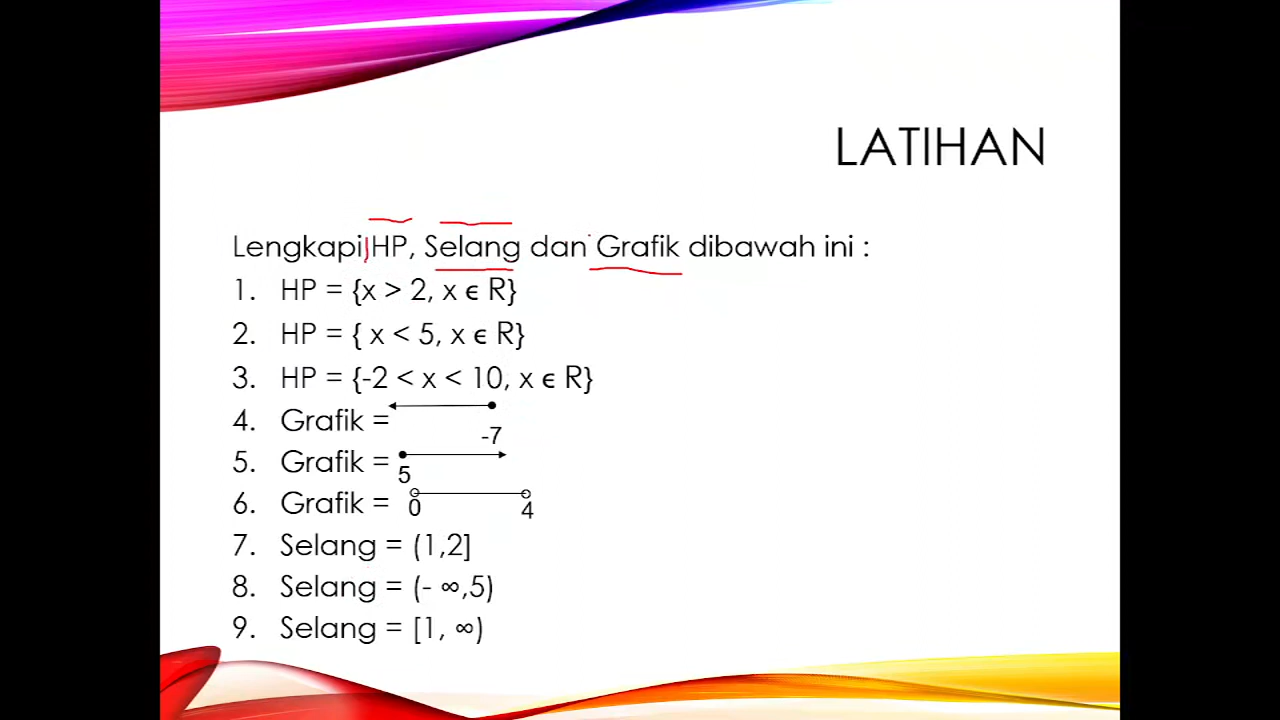 LATIHAN
Lengkapi HP, Selang dan Grafik dibawah ini :
1. HP = {x > 2, x ϵ R}
2. HP = { x < 5, x ϵ R}
3. HP = {-2 < x < 10, x ϵ R}
4. Grafik =
-7
5. Grafik =
5
6. Grafik =
0 4
7. Selang = (1,2]
8. Selang = (- ∞,5)
9. Selang = [1, ∞)